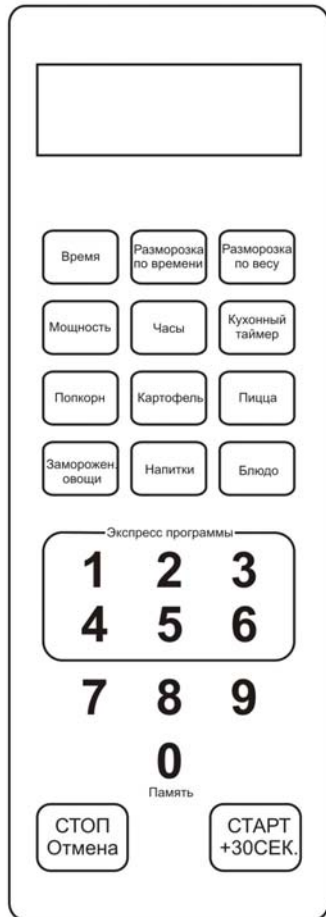 Время
Разморозка
по времени
Разморозка
по весу
Мощность
Часы
Кухонный
таймер
Попкорн
Картофель
Пицца
Заморожен.
овощи
Напитки
Блюдо
Экспресс программы
1 2 3
4 5 6
7 8 9
0
Память
СТОП
Отмена
СТАРТ
+30СЕК.